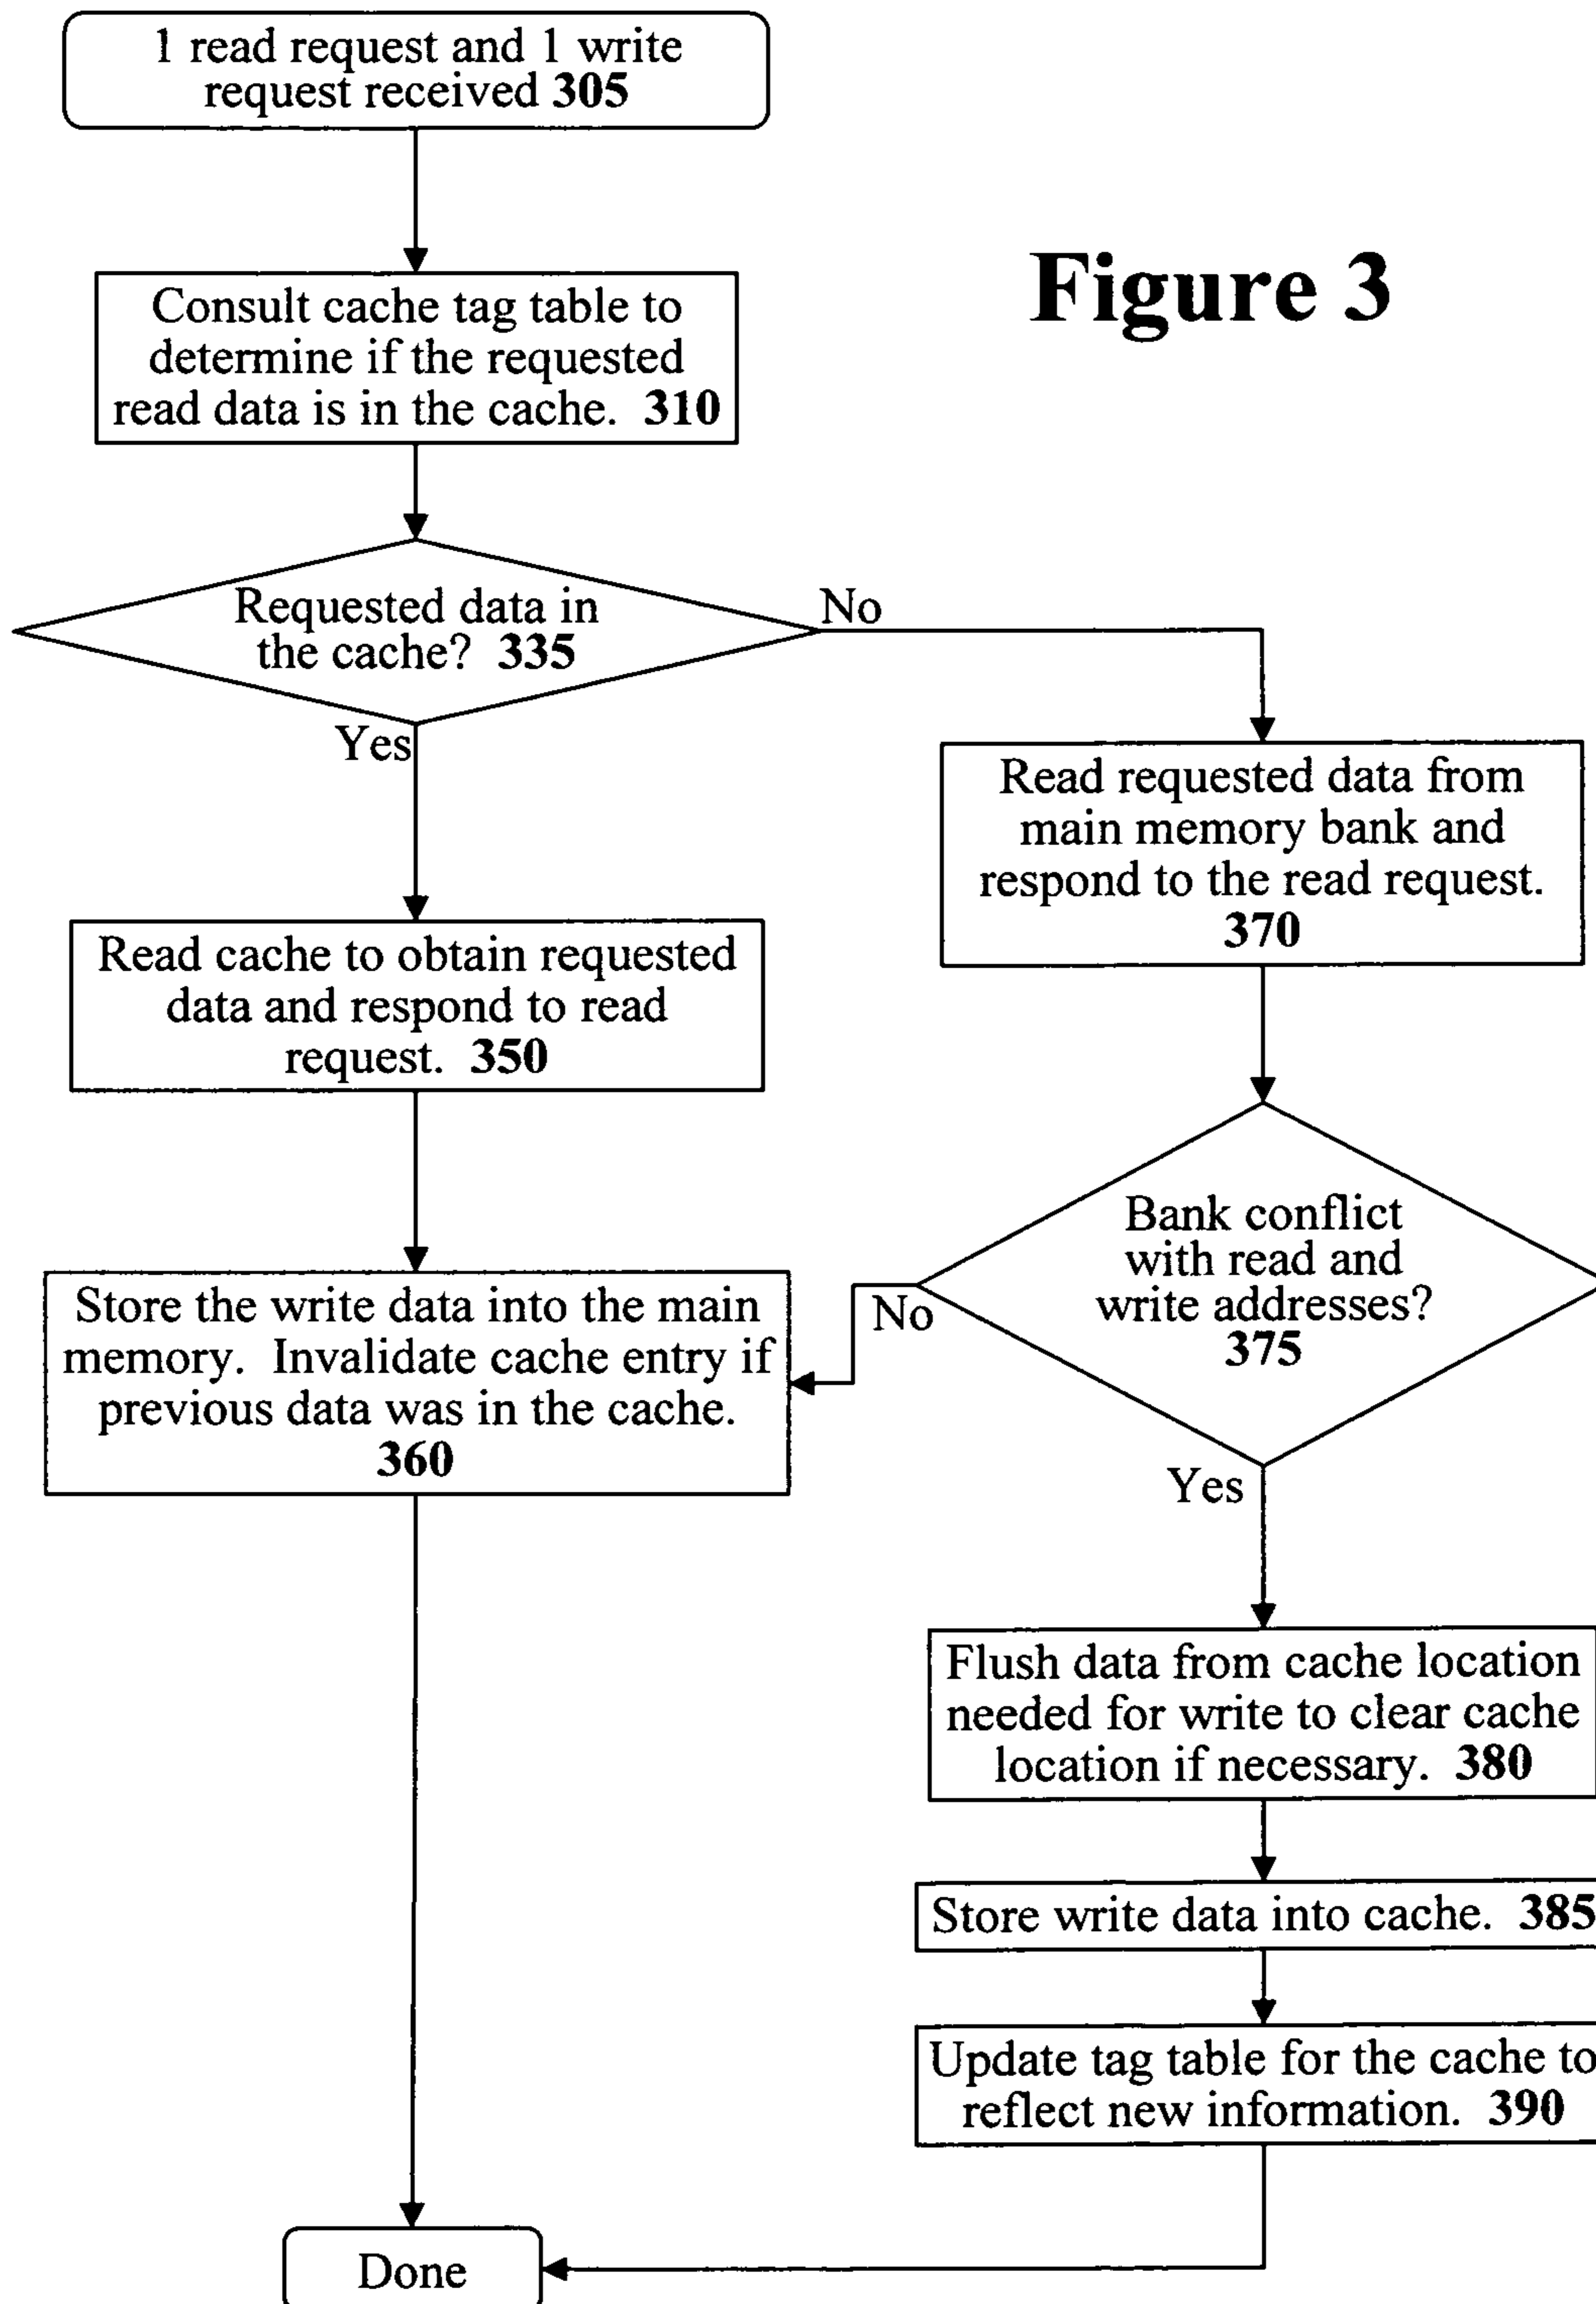 1 read request and 1 write
request received 305
Figure 3
Consult cache tag table to
determine if the requested
read data is in the cache. 310
Requested data in
the cache? 335
No
Yes
Read requested data from
main memory bank and
respond to the read request.
370
Read cache to obtain requested
data and respond to read
request. 350
Bank conflict
with read and
write addresses?
375
No
Yes
Store the write data into the main
memory. Invalidate cache entry if
previous data was in the cache.
360
Flush data from cache location
needed for write to clear cache
location if necessary. 380
Store write data into cache. 385
Update tag table for the cache to
reflect new information. 390
Done